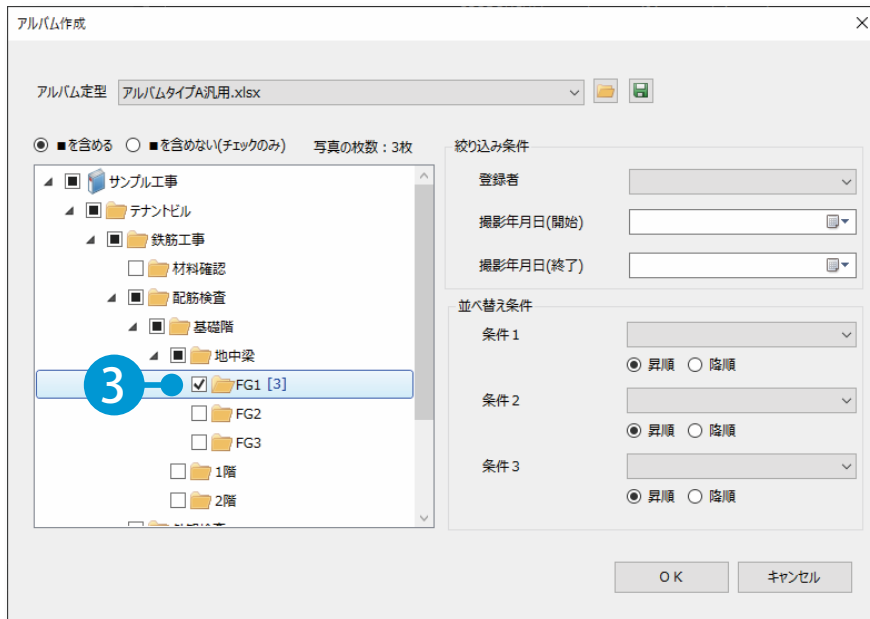 アルバム作成
アルバム定型 アルバムタイプA汎用.xlsx
■を含める ■を含めない(チェックのみ) 写真の枚数：3枚
サンプル工事
テナントビル
鉄筋工事
材料確認
配筋検査
基礎階
地中梁
3 FG1 [3]
FG2
FG3
1階
2階
絞り込み条件
登録者
撮影年月日(開始)
撮影年月日(終了)
並べ替え条件
条件1
昇順 降順
条件2
昇順 降順
条件3
昇順 降順
OK キャンセル